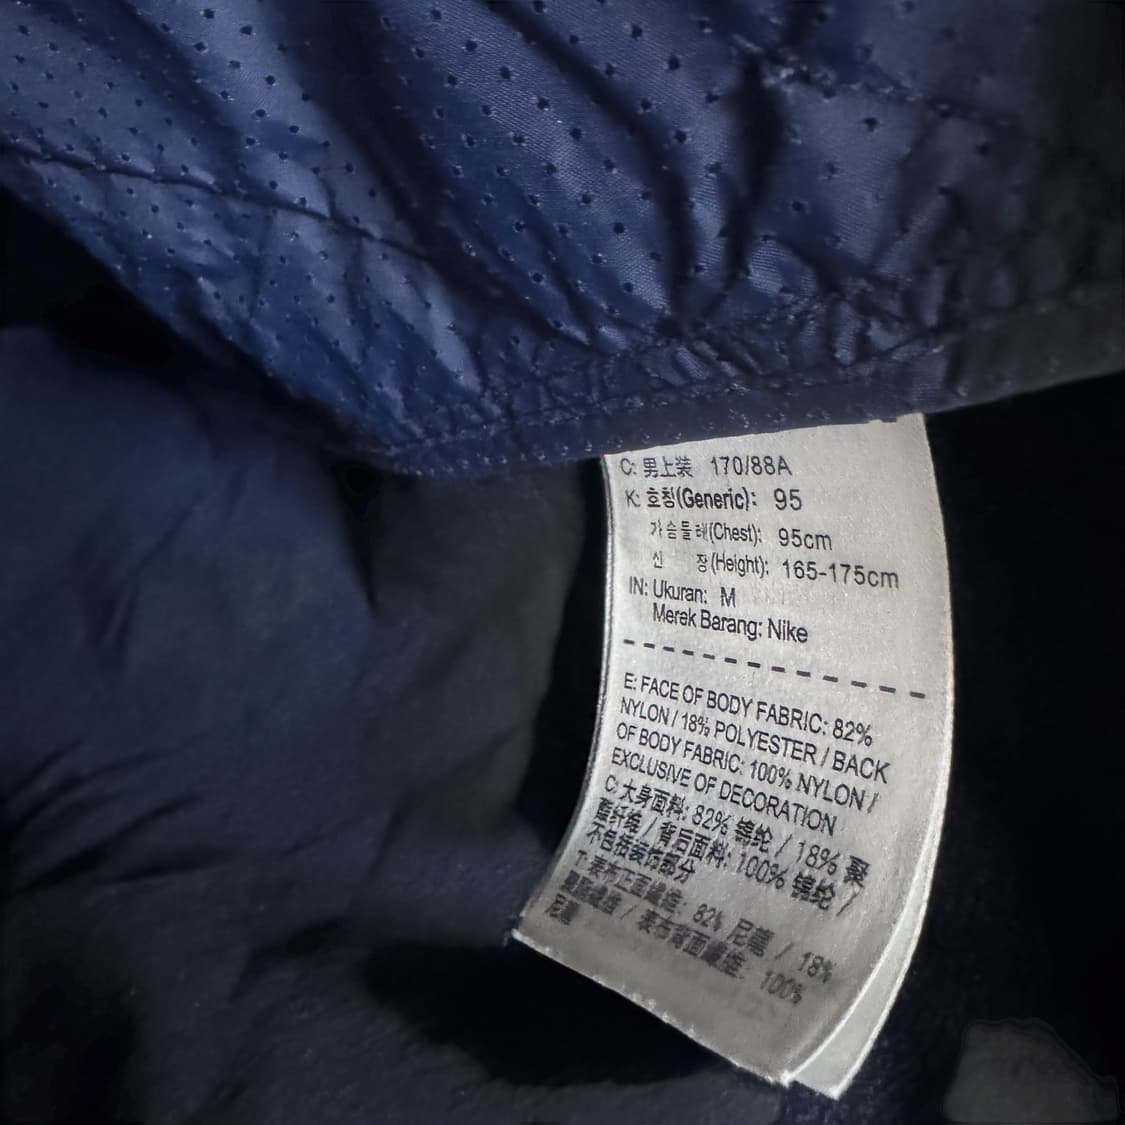 C: 男上装 170/88A
K: 호칭(Generic): 95
가슴둘레(Chest): 95cm
신 장(Height): 165-175cm
IN: Ukuran: M
Merek Barang: Nike
E: FACE OF BODY FABRIC: 82%
NYLON / 18% POLYESTER / BACK
OF BODY FABRIC: 100% NYLON /
EXCLUSIVE OF DECORATION
C: 大身面料: 82% 锦纶 / 18% 聚
酯纤维 / 背后面料: 100% 锦纶 /
不包括装饰部分
T: 表布正面纖維: 82% 尼龍 / 18%
纖維 / 表布背面纖維: 100%
尼龍